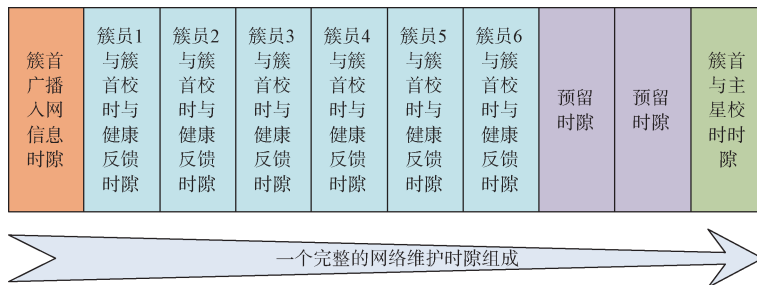 簇首
广播
入网
信息
时隙
簇员1
与簇
首校
时与
健康
反馈
时隙
簇员2
与簇
首校
时与
健康
反馈
时隙
簇员3
与簇
首校
时与
健康
反馈
时隙
簇员4
与簇
首校
时与
健康
反馈
时隙
簇员5
与簇
首校
时与
健康
反馈
时隙
簇员6
与簇
首校
时与
健康
反馈
时隙
预留
时隙
预留
时隙
簇首
与主
星校
时时
隙
一个完整的网络维护时隙组成